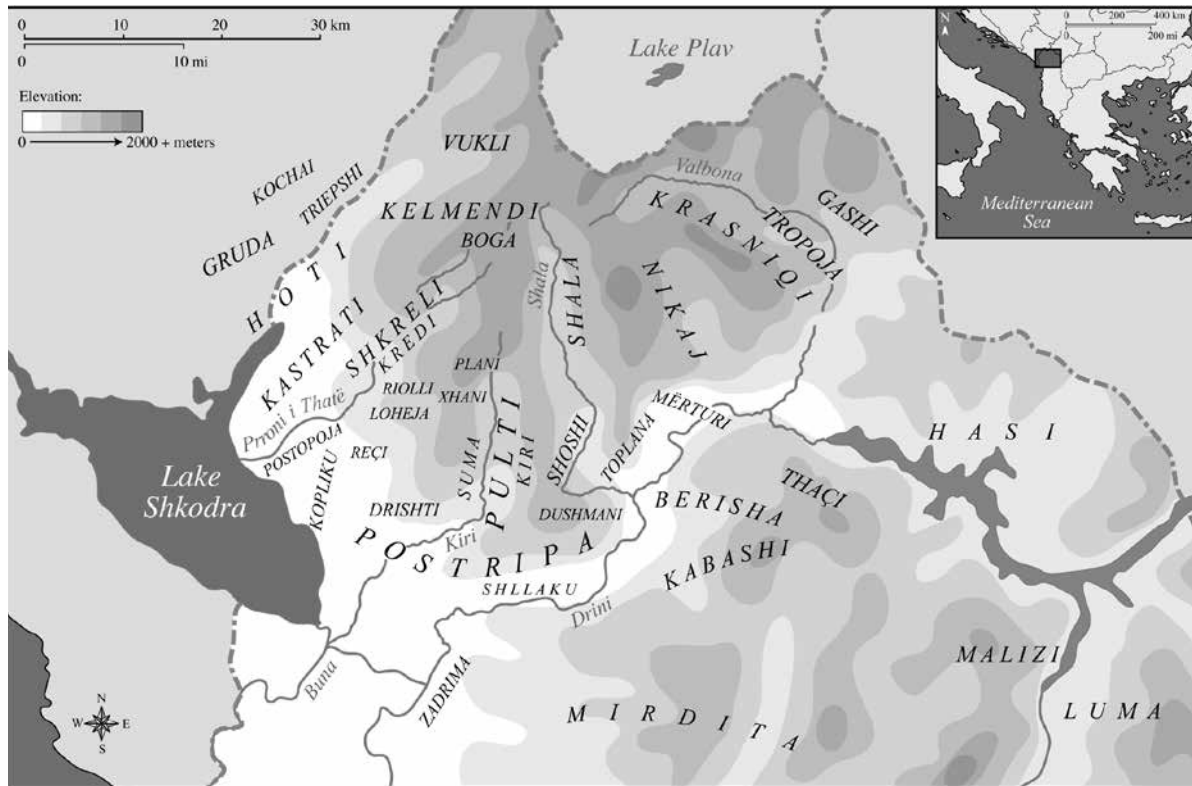 0 10 20 30 km
0 10 mi
Elevation:
0 2000 + meters
Lake Plav
N
0 200 400 km
0 200 mi
Mediterranean
Sea
VUKLI
KOCHAI
TRIEPSHI
GRUDA
HOTI
KELMENDI
BOGA
Valbona
KRASNIQI
TROPOJA
GASHI
NIKAJ
Shala
SHALA
KASTRATI
SHKRELI
KREDI
Prroni i Thatë
POSTOPOJA
RIOLLI
LOHEJA
REÇI
PLANI
XHANI
KOPLIKU
SUMA
PULTI
KIRI
SHOSHI
TOPLANA
MËRTURI
HASI
Lake
Shkodra
DRISHTI
Kiri
POSTRIPA
DUSHMANI
SHLLAKU
BERISHA
THAÇI
KABASHI
Drini
Buna
ZADRIMA
MIRDITA
MALIZI
LUMA
N
W E
S